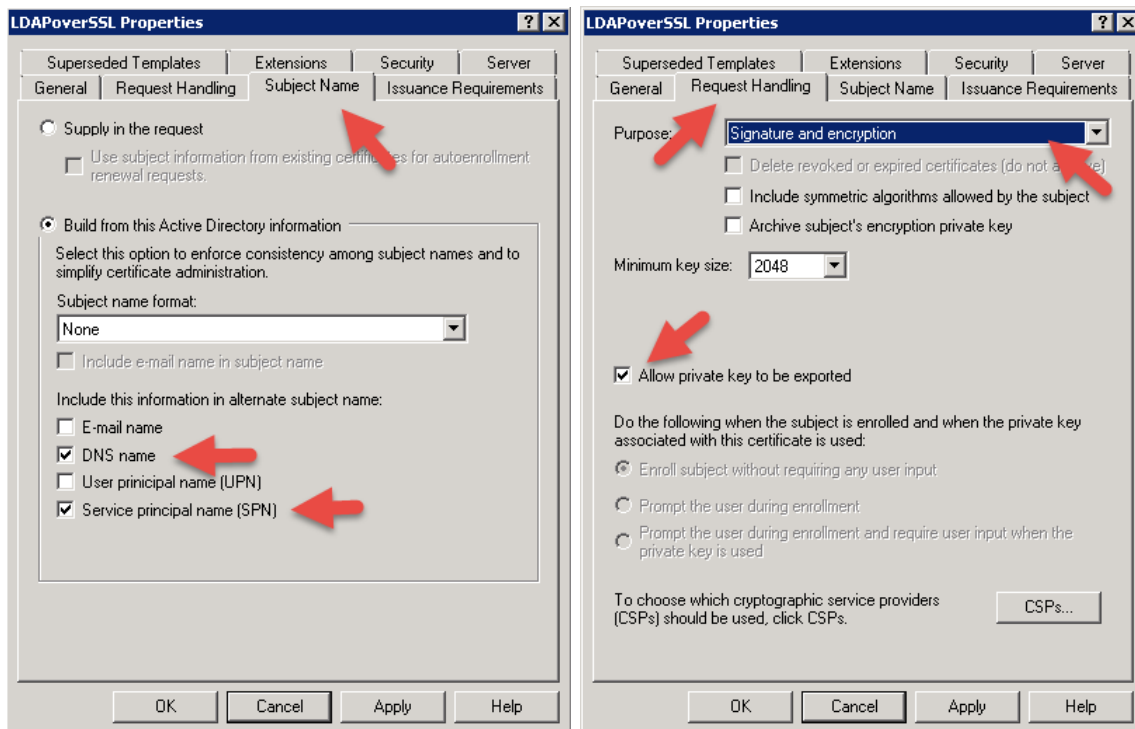 LDAPoverSSL Properties
Superseded Templates
Extensions
Security
Server
General
Request Handling
Subject Name
Issuance Requirements
Supply in the request
Use subject information from existing certificates for autoenrollment
renewal requests.
Build from this Active Directory information
Select this option to enforce consistency among subject names and to
simplify certificate administration.
Subject name format:
None
Include e-mail name in subject name
Include this information in alternate subject name:
E-mail name
DNS name
User prinicipal name (UPN)
Service principal name (SPN)
OK
Cancel
Apply
Help
LDAPoverSSL Properties
Superseded Templates
Extensions
Security
Server
General
Request Handling
Subject Name
Issuance Requirements
Purpose:
Signature and encryption
Delete revoked or expired certificates (do not
Include symmetric algorithms allowed by the subject
Archive subject's encryption private key
Minimum key size:
2048
Allow private key to be exported
Do the following when the subject is enrolled and when the private key
associated with this certificate is used:
Enroll subject without requiring any user input
Prompt the user during enrollment
Prompt the user during enrollment and require user input when the
private key is used
To choose which cryptographic service providers
(CSPs) should be used, click CSPs.
CSPs...
OK
Cancel
Apply
Help